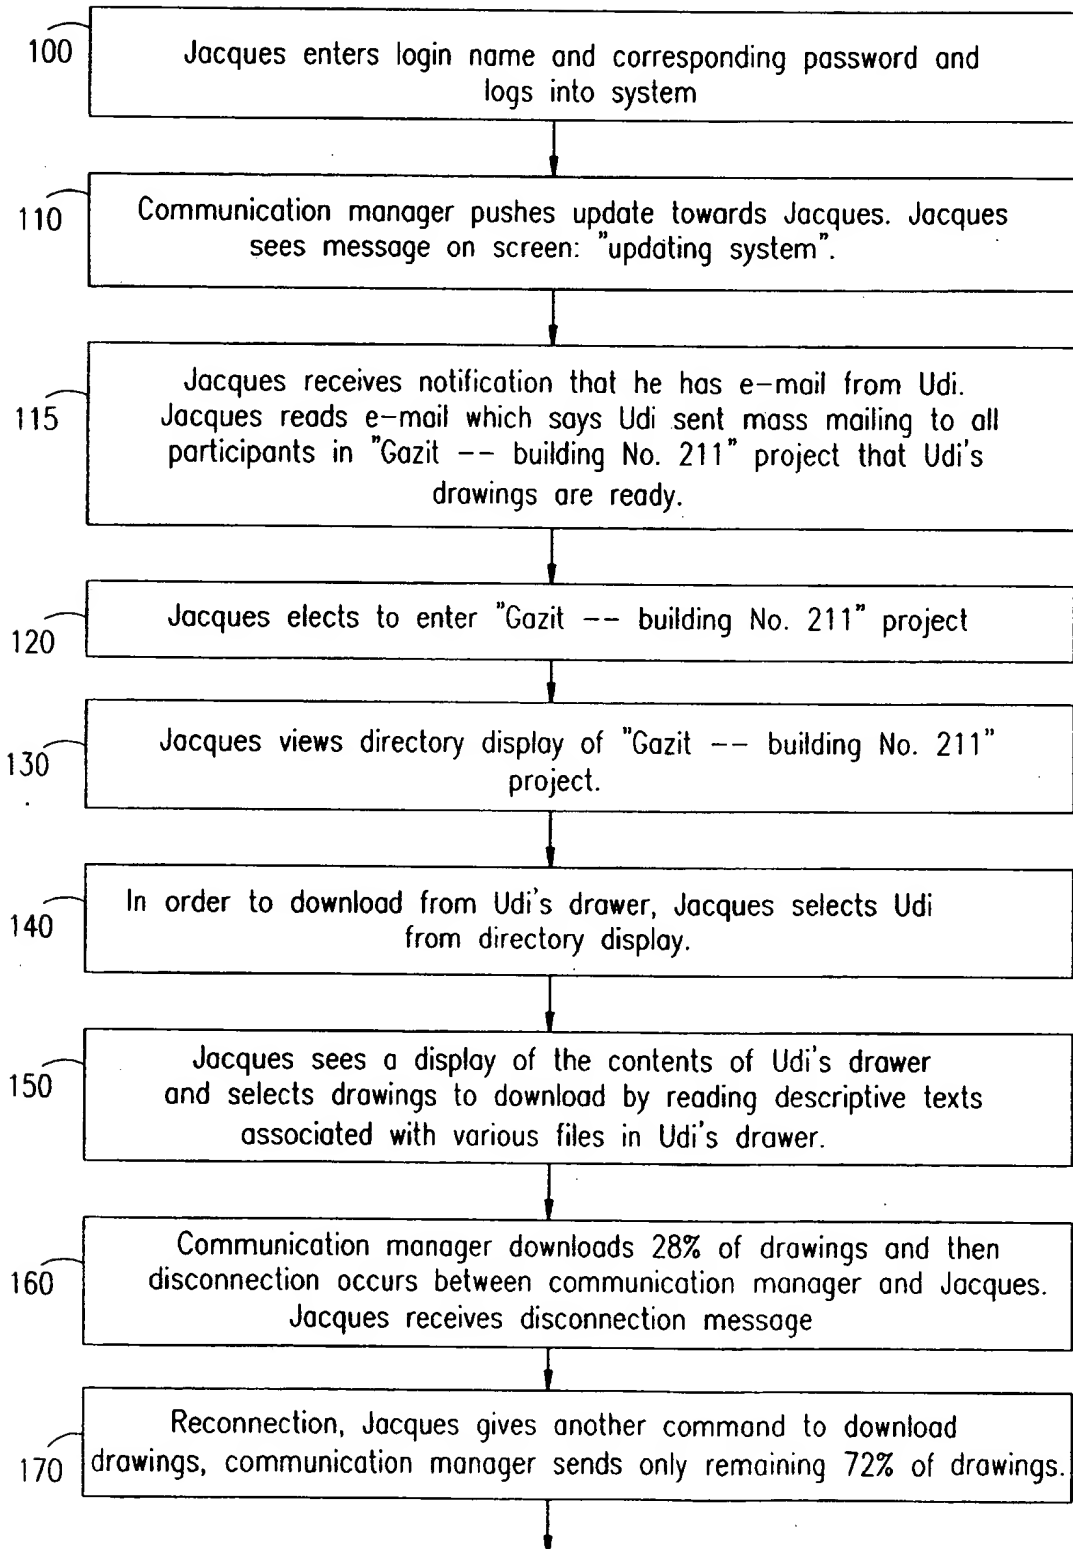 100
Jacques enters login name and corresponding password and
logs into system
110
Communication manager pushes update towards Jacques. Jacques
sees message on screen: "updating system".
115
Jacques receives notification that he has e-mail from Udi.
Jacques reads e-mail which says Udi sent mass mailing to all
participants in "Gazit -- building No. 211" project that Udi's
drawings are ready.
120
Jacques elects to enter "Gazit -- building No. 211" project
130
Jacques views directory display of "Gazit -- building No. 211"
project.
140
In order to download from Udi's drawer, Jacques selects Udi
from directory display.
150
Jacques sees a display of the contents of Udi's drawer
and selects drawings to download by reading descriptive texts
associated with various files in Udi's drawer.
160
Communication manager downloads 28% of drawings and then
disconnection occurs between communication manager and Jacques.
Jacques receives disconnection message
170
Reconnection, Jacques gives another command to download
drawings, communication manager sends only remaining 72% of drawings.